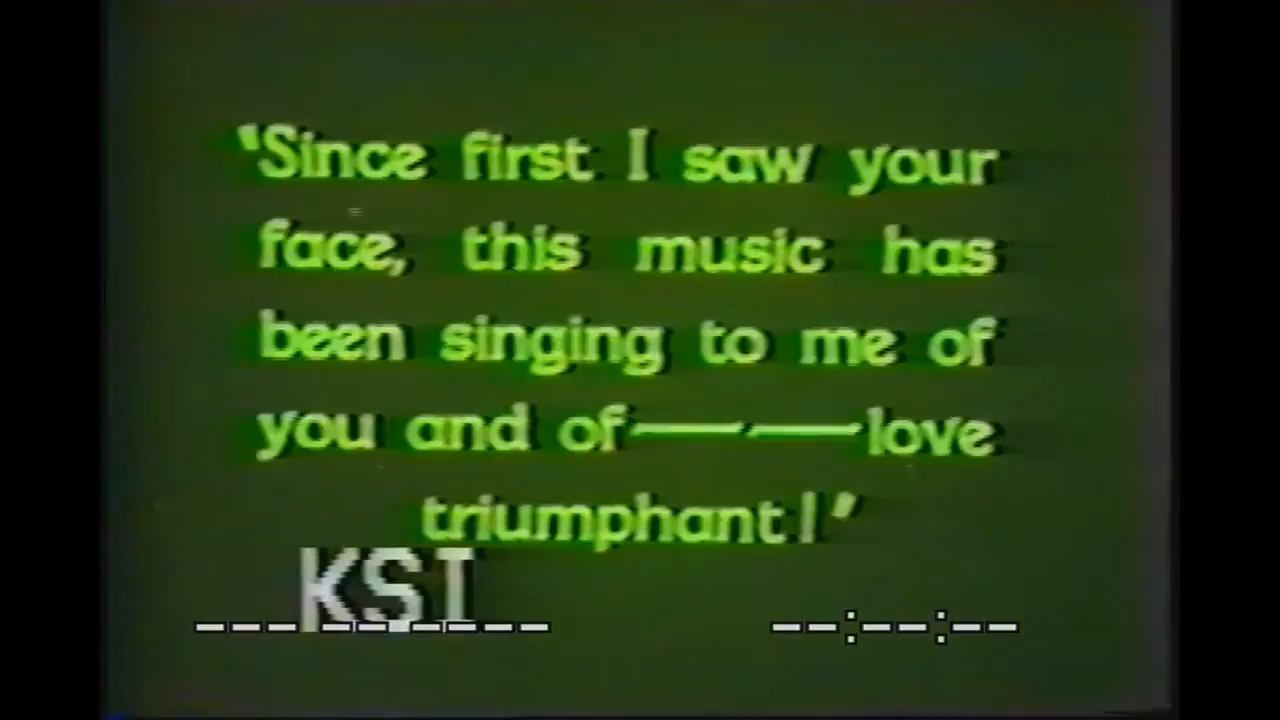 "Since first I saw your
face, this music has
been singing to me of
you and of——love
triumphant!"
KSI
--- ------- --:--:--